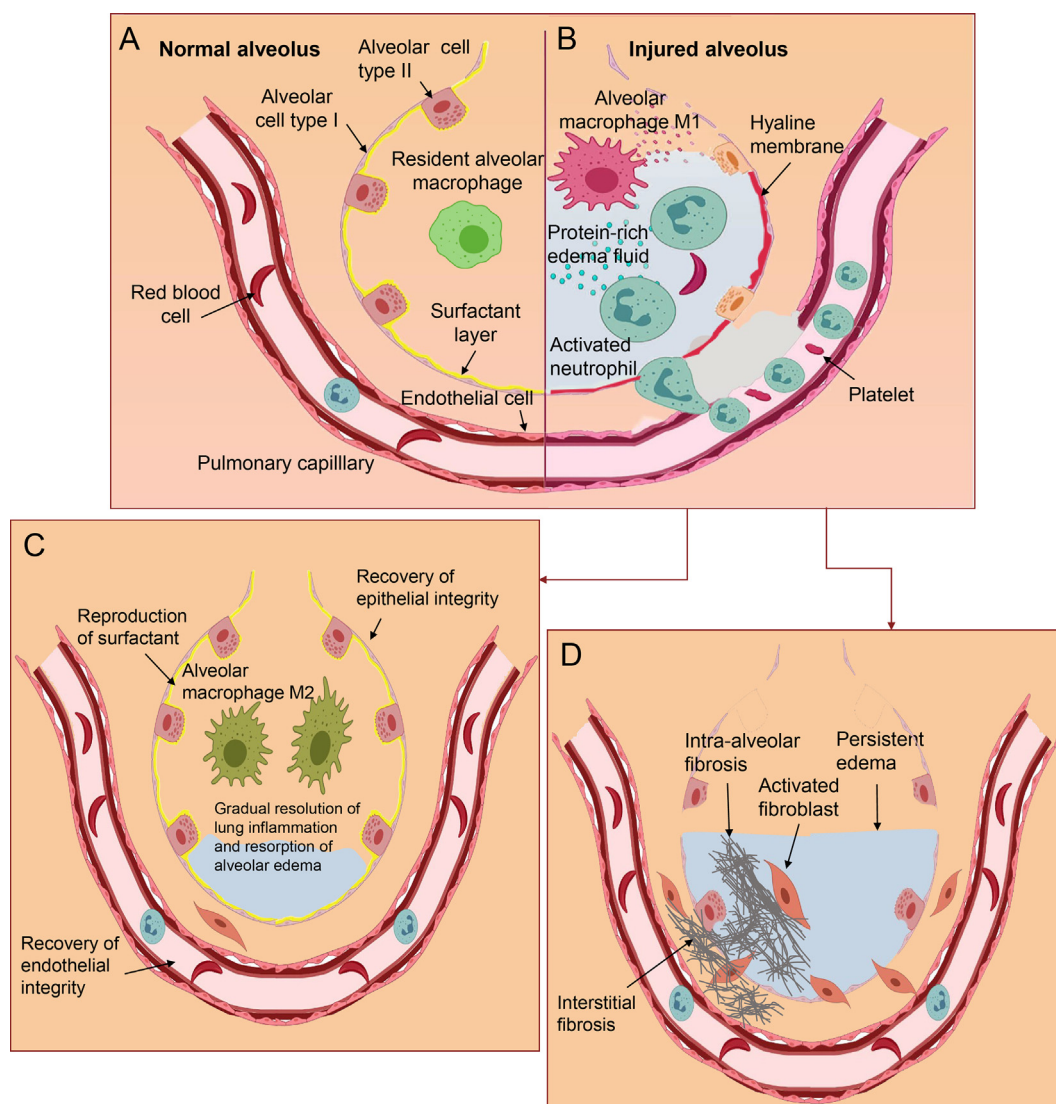 A
Normal alveolus
Alveolar cell
type II
Alveolar
cell type I
Resident alveolar
macrophage
Red blood
cell
Surfactant
layer
Endothelial cell
Pulmonary capilllary
B
Injured alveolus
Alveolar
macrophage M1
Hyaline
membrane
Protein-rich
edema fluid
Activated
neutrophil
Platelet
C
Recovery of
epithelial integrity
Reproduction
of surfactant
Alveolar
macrophage M2
Gradual resolution of
lung inflammation
and resorption of
alveolar edema
Recovery of
endothelial
integrity
D
Intra-alveolar
fibrosis
Persistent
edema
Activated
fibroblast
Interstitial
fibrosis